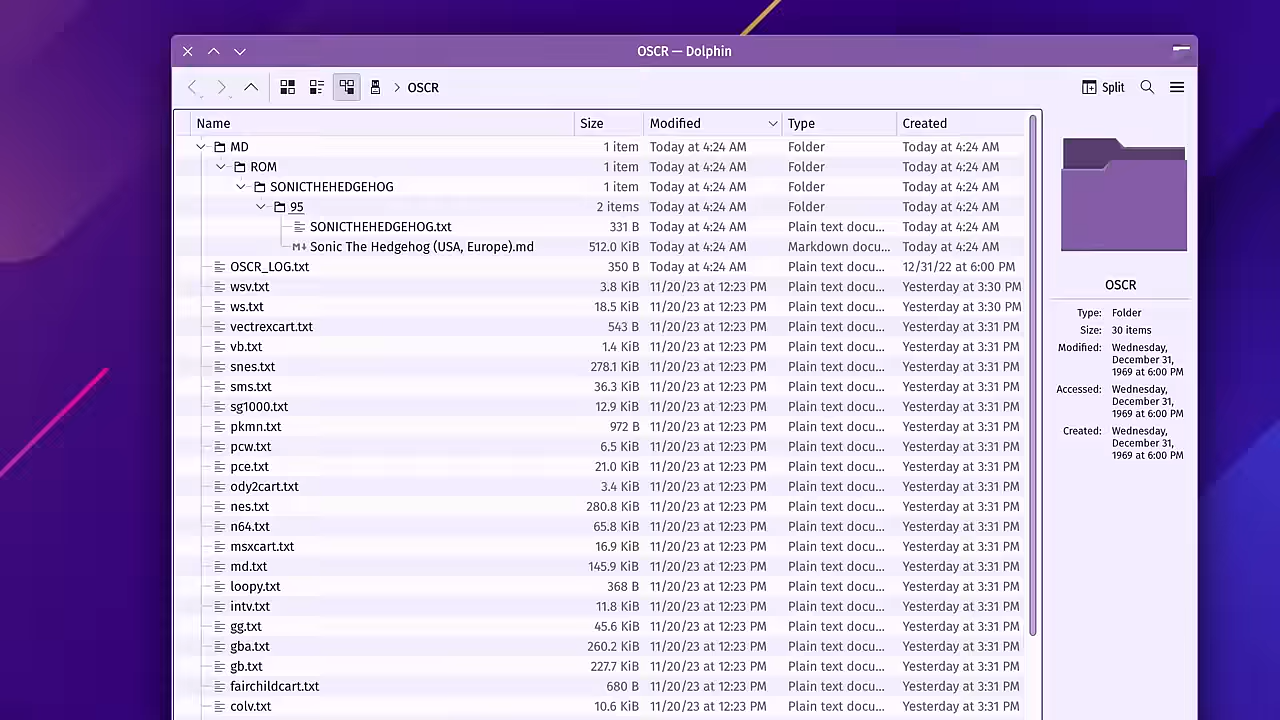 OSCR — Dolphin
OSCR
Split
Name Size Modified Type Created
MD 1 item Today at 4:24 AM Folder Today at 4:24 AM
ROM 1 item Today at 4:24 AM Folder Today at 4:24 AM
SONICTHEHEDGEHOG 1 item Today at 4:24 AM Folder Today at 4:24 AM
95 2 items Today at 4:24 AM Folder Today at 4:24 AM
SONICTHEHEDGEHOG.txt 331 B Today at 4:24 AM Plain text docu... Today at 4:24 AM
Sonic The Hedgehog (USA, Europe).md 512.0 KiB Today at 4:24 AM Markdown docu... Today at 4:24 AM
OSCR_LOG.txt 350 B Today at 4:24 AM Plain text docu... 12/31/22 at 6:00 PM
wsv.txt 3.8 KiB 11/20/23 at 12:23 PM Plain text docu... Yesterday at 3:30 PM
ws.txt 18.5 KiB 11/20/23 at 12:23 PM Plain text docu... Yesterday at 3:30 PM
vectrexcart.txt 543 B 11/20/23 at 12:23 PM Plain text docu... Yesterday at 3:31 PM
vb.txt 1.4 KiB 11/20/23 at 12:23 PM Plain text docu... Yesterday at 3:31 PM
snes.txt 278.1 KiB 11/20/23 at 12:23 PM Plain text docu... Yesterday at 3:31 PM
sms.txt 36.3 KiB 11/20/23 at 12:23 PM Plain text docu... Yesterday at 3:31 PM
sg1000.txt 12.9 KiB 11/20/23 at 12:23 PM Plain text docu... Yesterday at 3:31 PM
pkmn.txt 972 B 11/20/23 at 12:23 PM Plain text docu... Yesterday at 3:31 PM
pcw.txt 6.5 KiB 11/20/23 at 12:23 PM Plain text docu... Yesterday at 3:31 PM
pce.txt 21.0 KiB 11/20/23 at 12:23 PM Plain text docu... Yesterday at 3:31 PM
ody2cart.txt 3.4 KiB 11/20/23 at 12:23 PM Plain text docu... Yesterday at 3:31 PM
nes.txt 280.8 KiB 11/20/23 at 12:23 PM Plain text docu... Yesterday at 3:31 PM
n64.txt 65.8 KiB 11/20/23 at 12:23 PM Plain text docu... Yesterday at 3:31 PM
msxcart.txt 16.9 KiB 11/20/23 at 12:23 PM Plain text docu... Yesterday at 3:31 PM
md.txt 145.9 KiB 11/20/23 at 12:23 PM Plain text docu... Yesterday at 3:31 PM
loopy.txt 368 B 11/20/23 at 12:23 PM Plain text docu... Yesterday at 3:31 PM
intv.txt 11.8 KiB 11/20/23 at 12:23 PM Plain text docu... Yesterday at 3:31 PM
gg.txt 45.6 KiB 11/20/23 at 12:23 PM Plain text docu... Yesterday at 3:31 PM
gba.txt 260.2 KiB 11/20/23 at 12:23 PM Plain text docu... Yesterday at 3:31 PM
gb.txt 227.7 KiB 11/20/23 at 12:23 PM Plain text docu... Yesterday at 3:31 PM
fairchildcart.txt 680 B 11/20/23 at 12:23 PM Plain text docu... Yesterday at 3:31 PM
colv.txt 10.6 KiB 11/20/23 at 12:23 PM Plain text docu... Yesterday at 3:31 PM
OSCR
Type: Folder
Size: 30 items
Modified: Wednesday,
December 31,
1969 at 6:00 PM
Accessed: Wednesday,
December 31,
1969 at 6:00 PM
Created: Wednesday,
December 31,
1969 at 6:00 PM